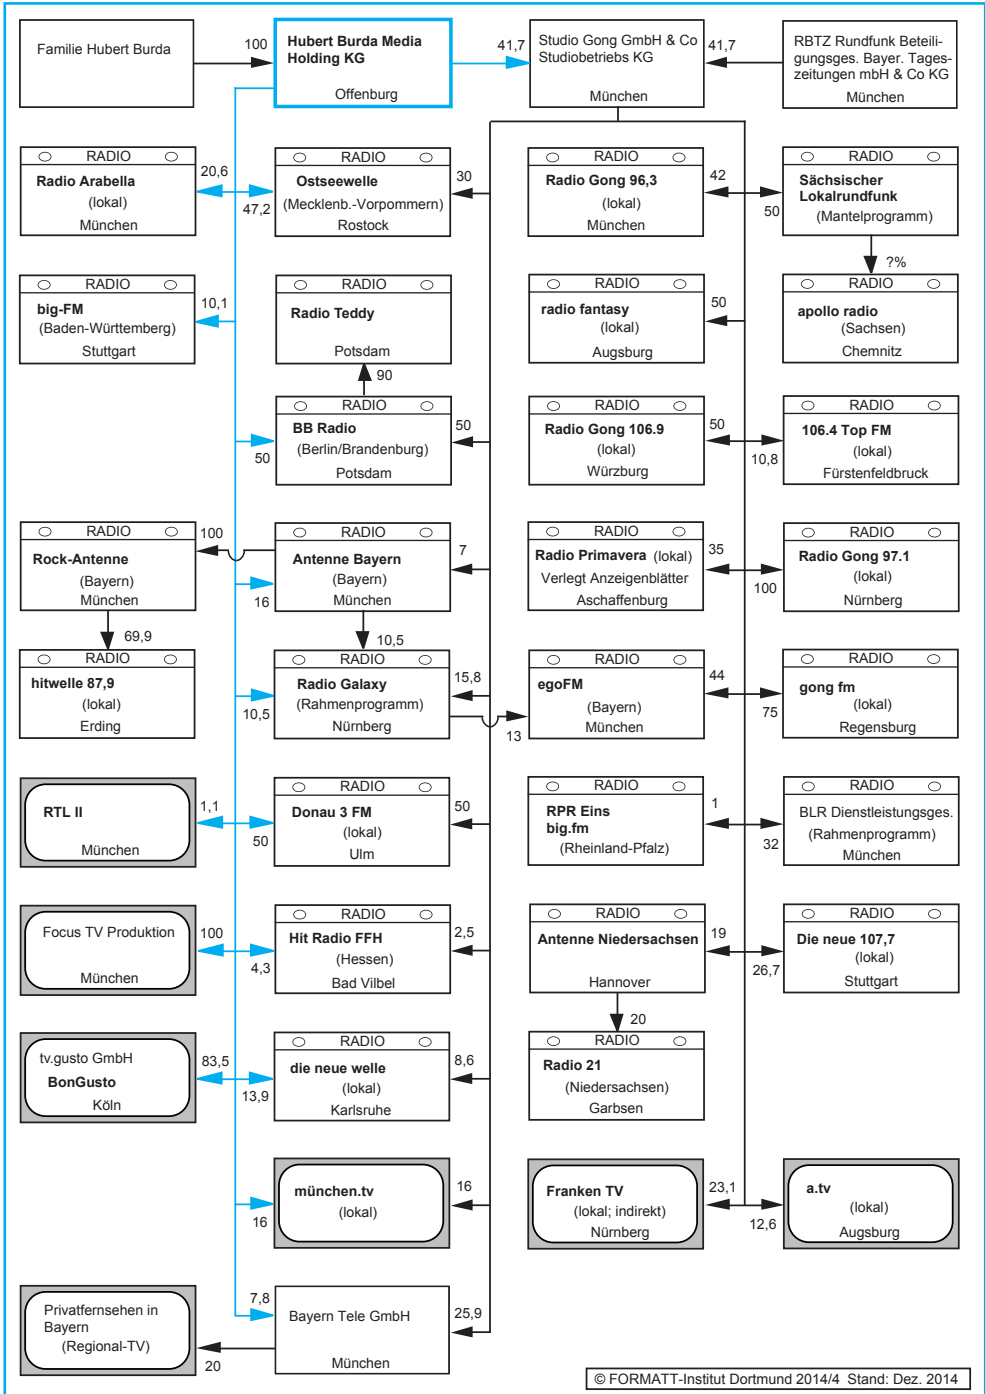 Familie Hubert Burda
100
Hubert Burda Media
Holding KG
Offenburg
41,7
Studio Gong GmbH & Co
Studiobetriebs KG
München
41,7
RBTZ Rundfunk Beteili-
gungsges. Bayer. Tages-
zeitungen mbH & Co KG
München
RADIO
Radio Arabella
(lokal)
München
20,6
47,2
RADIO
Ostseewelle
(Mecklenb.-Vorpommern)
Rostock
30
RADIO
Radio Gong 96,3
(lokal)
München
42
50
RADIO
Sächsischer
Lokalrundfunk
(Mantelprogramm)
?%
RADIO
big-FM
(Baden-Württemberg)
Stuttgart
10,1
RADIO
Radio Teddy
Potsdam
90
RADIO
radio fantasy
(lokal)
Augsburg
50
RADIO
apollo radio
(Sachsen)
Chemnitz
RADIO
BB Radio
(Berlin/Brandenburg)
Potsdam
50
50
RADIO
Radio Gong 106.9
(lokal)
Würzburg
50
10,8
RADIO
106.4 Top FM
(lokal)
Fürstenfeldbruck
RADIO
Rock-Antenne
(Bayern)
München
100
69,9
RADIO
Antenne Bayern
(Bayern)
München
16
7
10,5
RADIO
Radio Primavera (lokal)
Verlegt Anzeigenblätter
Aschaffenburg
35
100
RADIO
Radio Gong 97.1
(lokal)
Nürnberg
RADIO
hitwelle 87,9
(lokal)
Erding
RADIO
Radio Galaxy
(Rahmenprogramm)
Nürnberg
10,5
15,8
13
RADIO
egoFM
(Bayern)
München
44
75
RADIO
gong fm
(lokal)
Regensburg
RTL II
München
1,1
50
RADIO
Donau 3 FM
(lokal)
Ulm
50
RADIO
RPR Eins
big.fm
(Rheinland-Pfalz)
1
32
RADIO
BLR Dienstleistungsges.
(Rahmenprogramm)
München
Focus TV Produktion
München
100
4,3
RADIO
Hit Radio FFH
(Hessen)
Bad Vilbel
2,5
RADIO
Antenne Niedersachsen
Hannover
19
26,7
20
RADIO
Die neue 107,7
(lokal)
Stuttgart
tv.gusto GmbH
BonGusto
Köln
83,5
13,9
RADIO
die neue welle
(lokal)
Karlsruhe
8,6
RADIO
Radio 21
(Niedersachsen)
Garbsen
münchen.tv
(lokal)
16
16
Franken TV
(lokal; indirekt)
Nürnberg
23,1
12,6
a.tv
(lokal)
Augsburg
Privatfernsehen in
Bayern
(Regional-TV)
20
7,8
Bayern Tele GmbH
München
25,9
© FORMATT-Institut Dortmund 2014/4 Stand: Dez. 2014